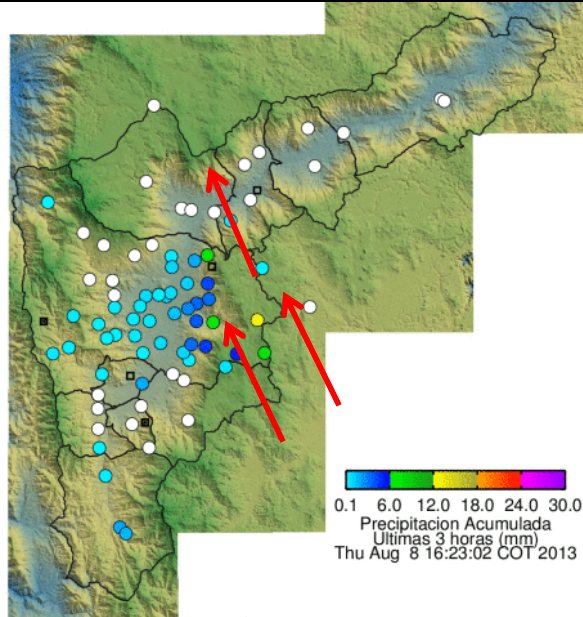 0.1 6.0 12.0 18.0 24.0 30.0
Precipitacion Acumulada
Ultimas 3 horas (mm)
Thu Aug 8 16:23:02 COT 2013